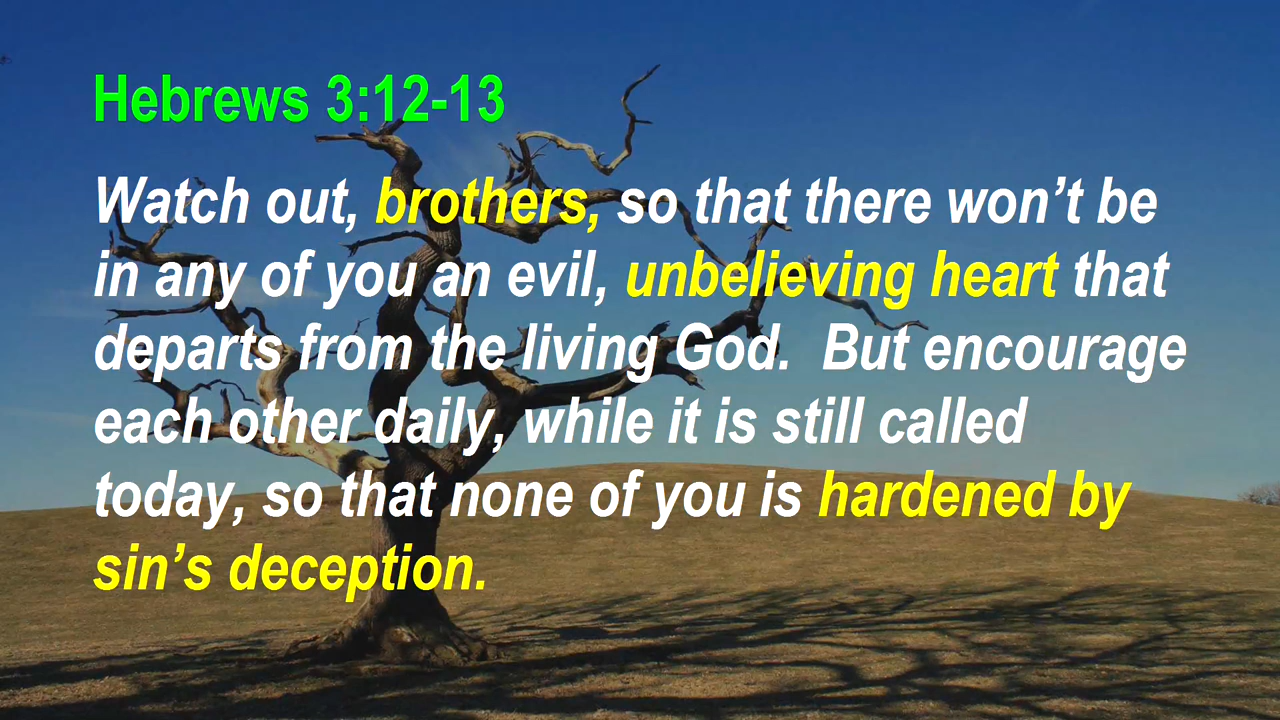 Hebrews 3:12-13
Watch out, brothers, so that there won’t be
in any of you an evil, unbelieving heart that
departs from the living God.  But encourage
each other daily, while it is still called
today, so that none of you is hardened by
sin’s deception.